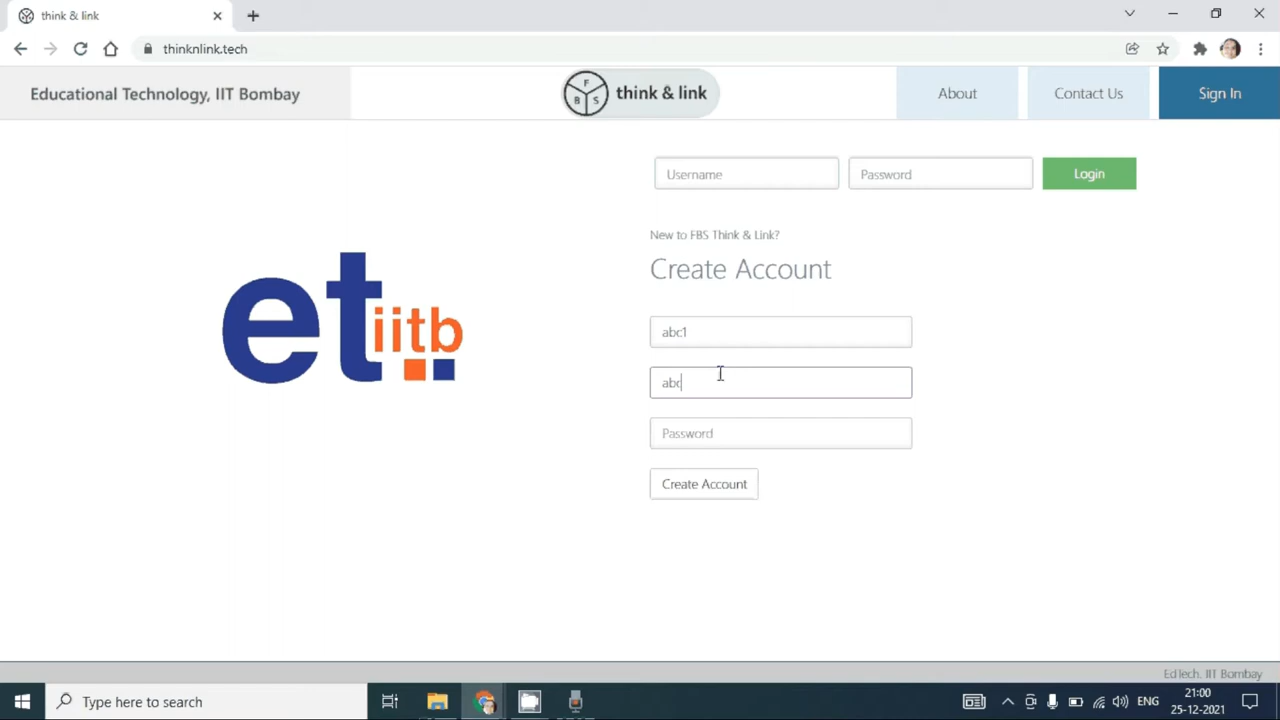 think & link
thinknlink.tech
Educational Technology, IIT Bombay
F
B S
think & link
About
Contact Us
Sign In
Username
Password
Login
New to FBS Think & Link?
Create Account
et iitb
abc1
abc
Password
Create Account
EdTech. IIT Bombay
Type here to search
ENG
21:00
25-12-2021